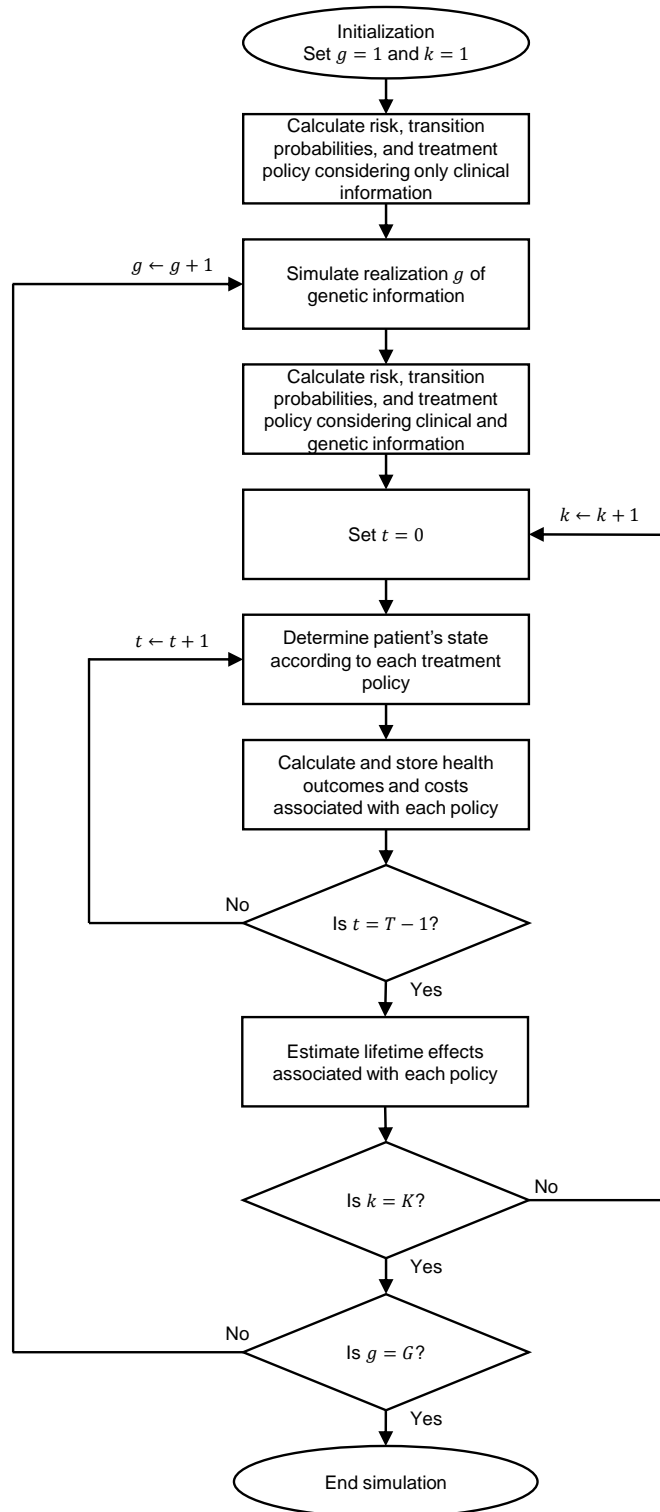 Initialization
Set g = 1 and k = 1
Calculate risk, transition
probabilities, and treatment
policy considering only clinical
information
g ← g + 1
Simulate realization g of
genetic information
Calculate risk, transition
probabilities, and treatment
policy considering clinical and
genetic information
k ← k + 1
Set t = 0
t ← t + 1
Determine patient's state
according to each treatment
policy
Calculate and store health
outcomes and costs
associated with each policy
No
Is t = T − 1?
Yes
Estimate lifetime effects
associated with each policy
Is k = K?
No
Yes
No
Is g = G?
Yes
End simulation